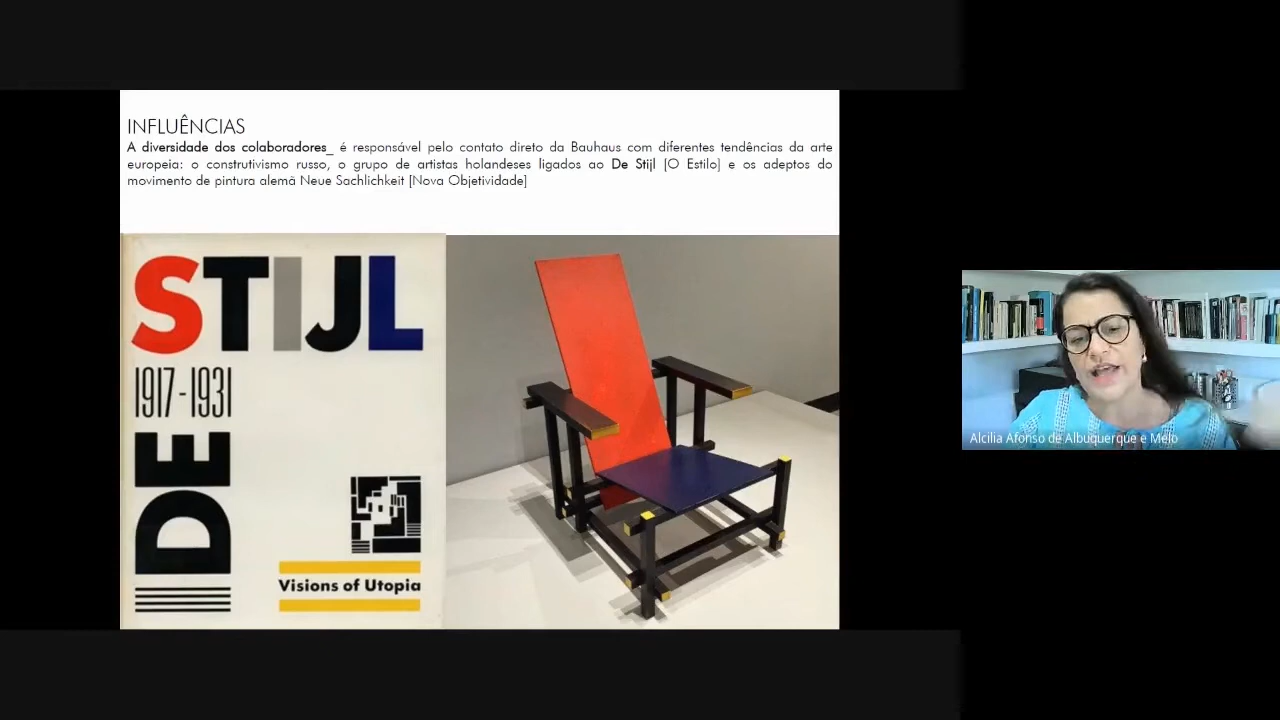 INFLUÊNCIAS
A diversidade dos colaboradores_ é responsável pelo contato direto da Bauhaus com diferentes tendências da arte
europeia: o construtivismo russo, o grupo de artistas holandeses ligados ao De Stijl [O Estilo] e os adeptos do
movimento de pintura alemã Neue Sachlichkeit [Nova Objetividade]
STIJL
1917-1931
DE
Visions of Utopia
Alcilia Afonso de Albuquerque e Melo